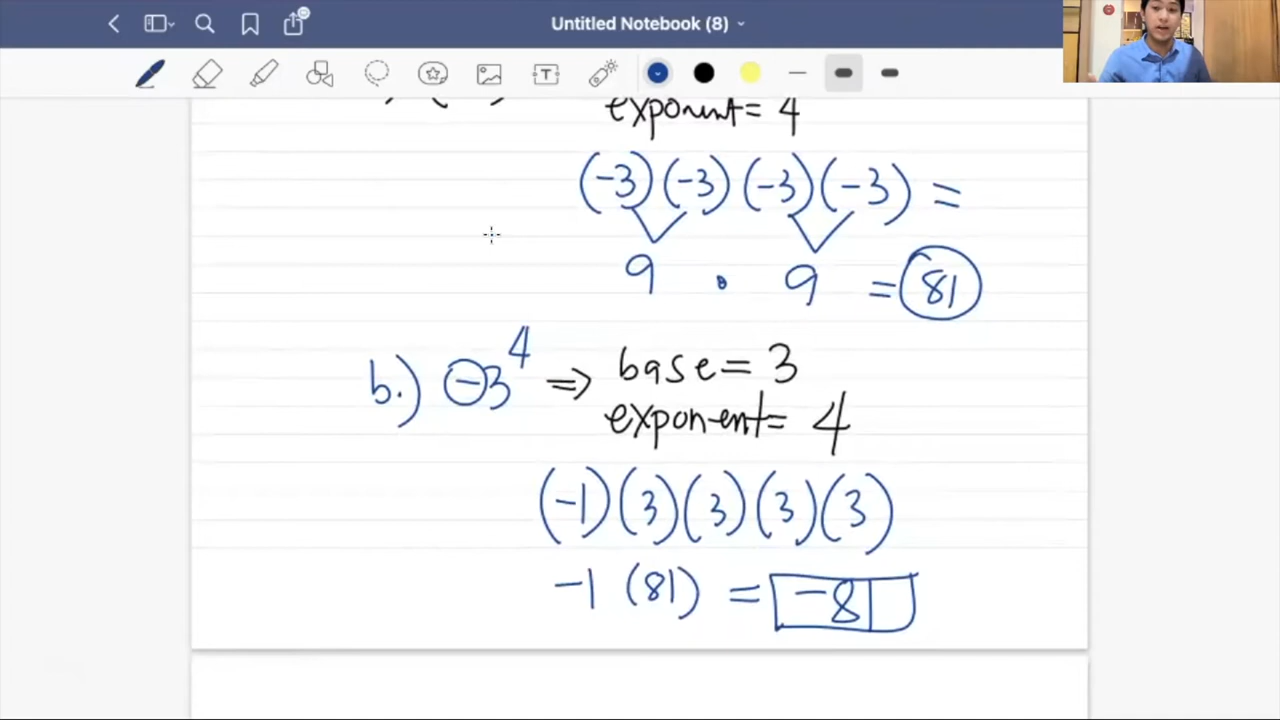 Untitled Notebook (8)
exponent= 4
(-3)(-3)(-3)(-3) =
9 . 9 = 81
b.) -3^4 => base= 3
exponent= 4
(-1)(3)(3)(3)(3)
-1 (81) = -81